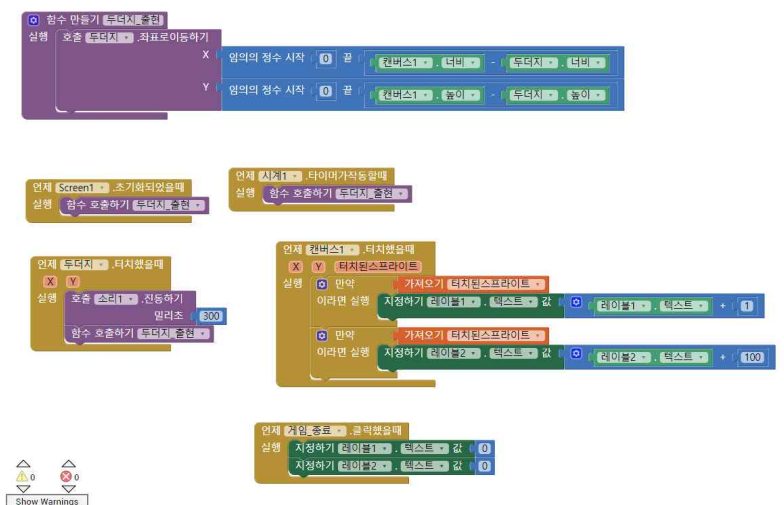 함수 만들기 두더지_출현
실행 호출 두더지 .좌표로이동하기
X 임의의 정수 시작 0 끝 캔버스1 . 너비 - 두더지 . 너비
Y 임의의 정수 시작 0 끝 캔버스1 . 높이 - 두더지 . 높이
언제 Screen1 .초기화되었을때
실행 함수 호출하기 두더지_출현
언제 시계1 .타이머가작동할때
실행 함수 호출하기 두더지_출현
언제 두더지 .터치했을때
X Y
실행 호출 소리1 .진동하기
밀리초 300
함수 호출하기 두더지_출현
언제 캔버스1 .터치했을때
X Y 터치된스프라이트
실행 만약 가져오기 터치된스프라이트
이라면 실행 지정하기 레이블1 . 텍스트 값 레이블1 . 텍스트 + 1
만약 가져오기 터치된스프라이트
이라면 실행 지정하기 레이블2 . 텍스트 값 레이블2 . 텍스트 + 100
언제 게임_종료 .클릭했을때
실행 지정하기 레이블1 . 텍스트 값 0
지정하기 레이블2 . 텍스트 값 0
0 0
Show Warnings